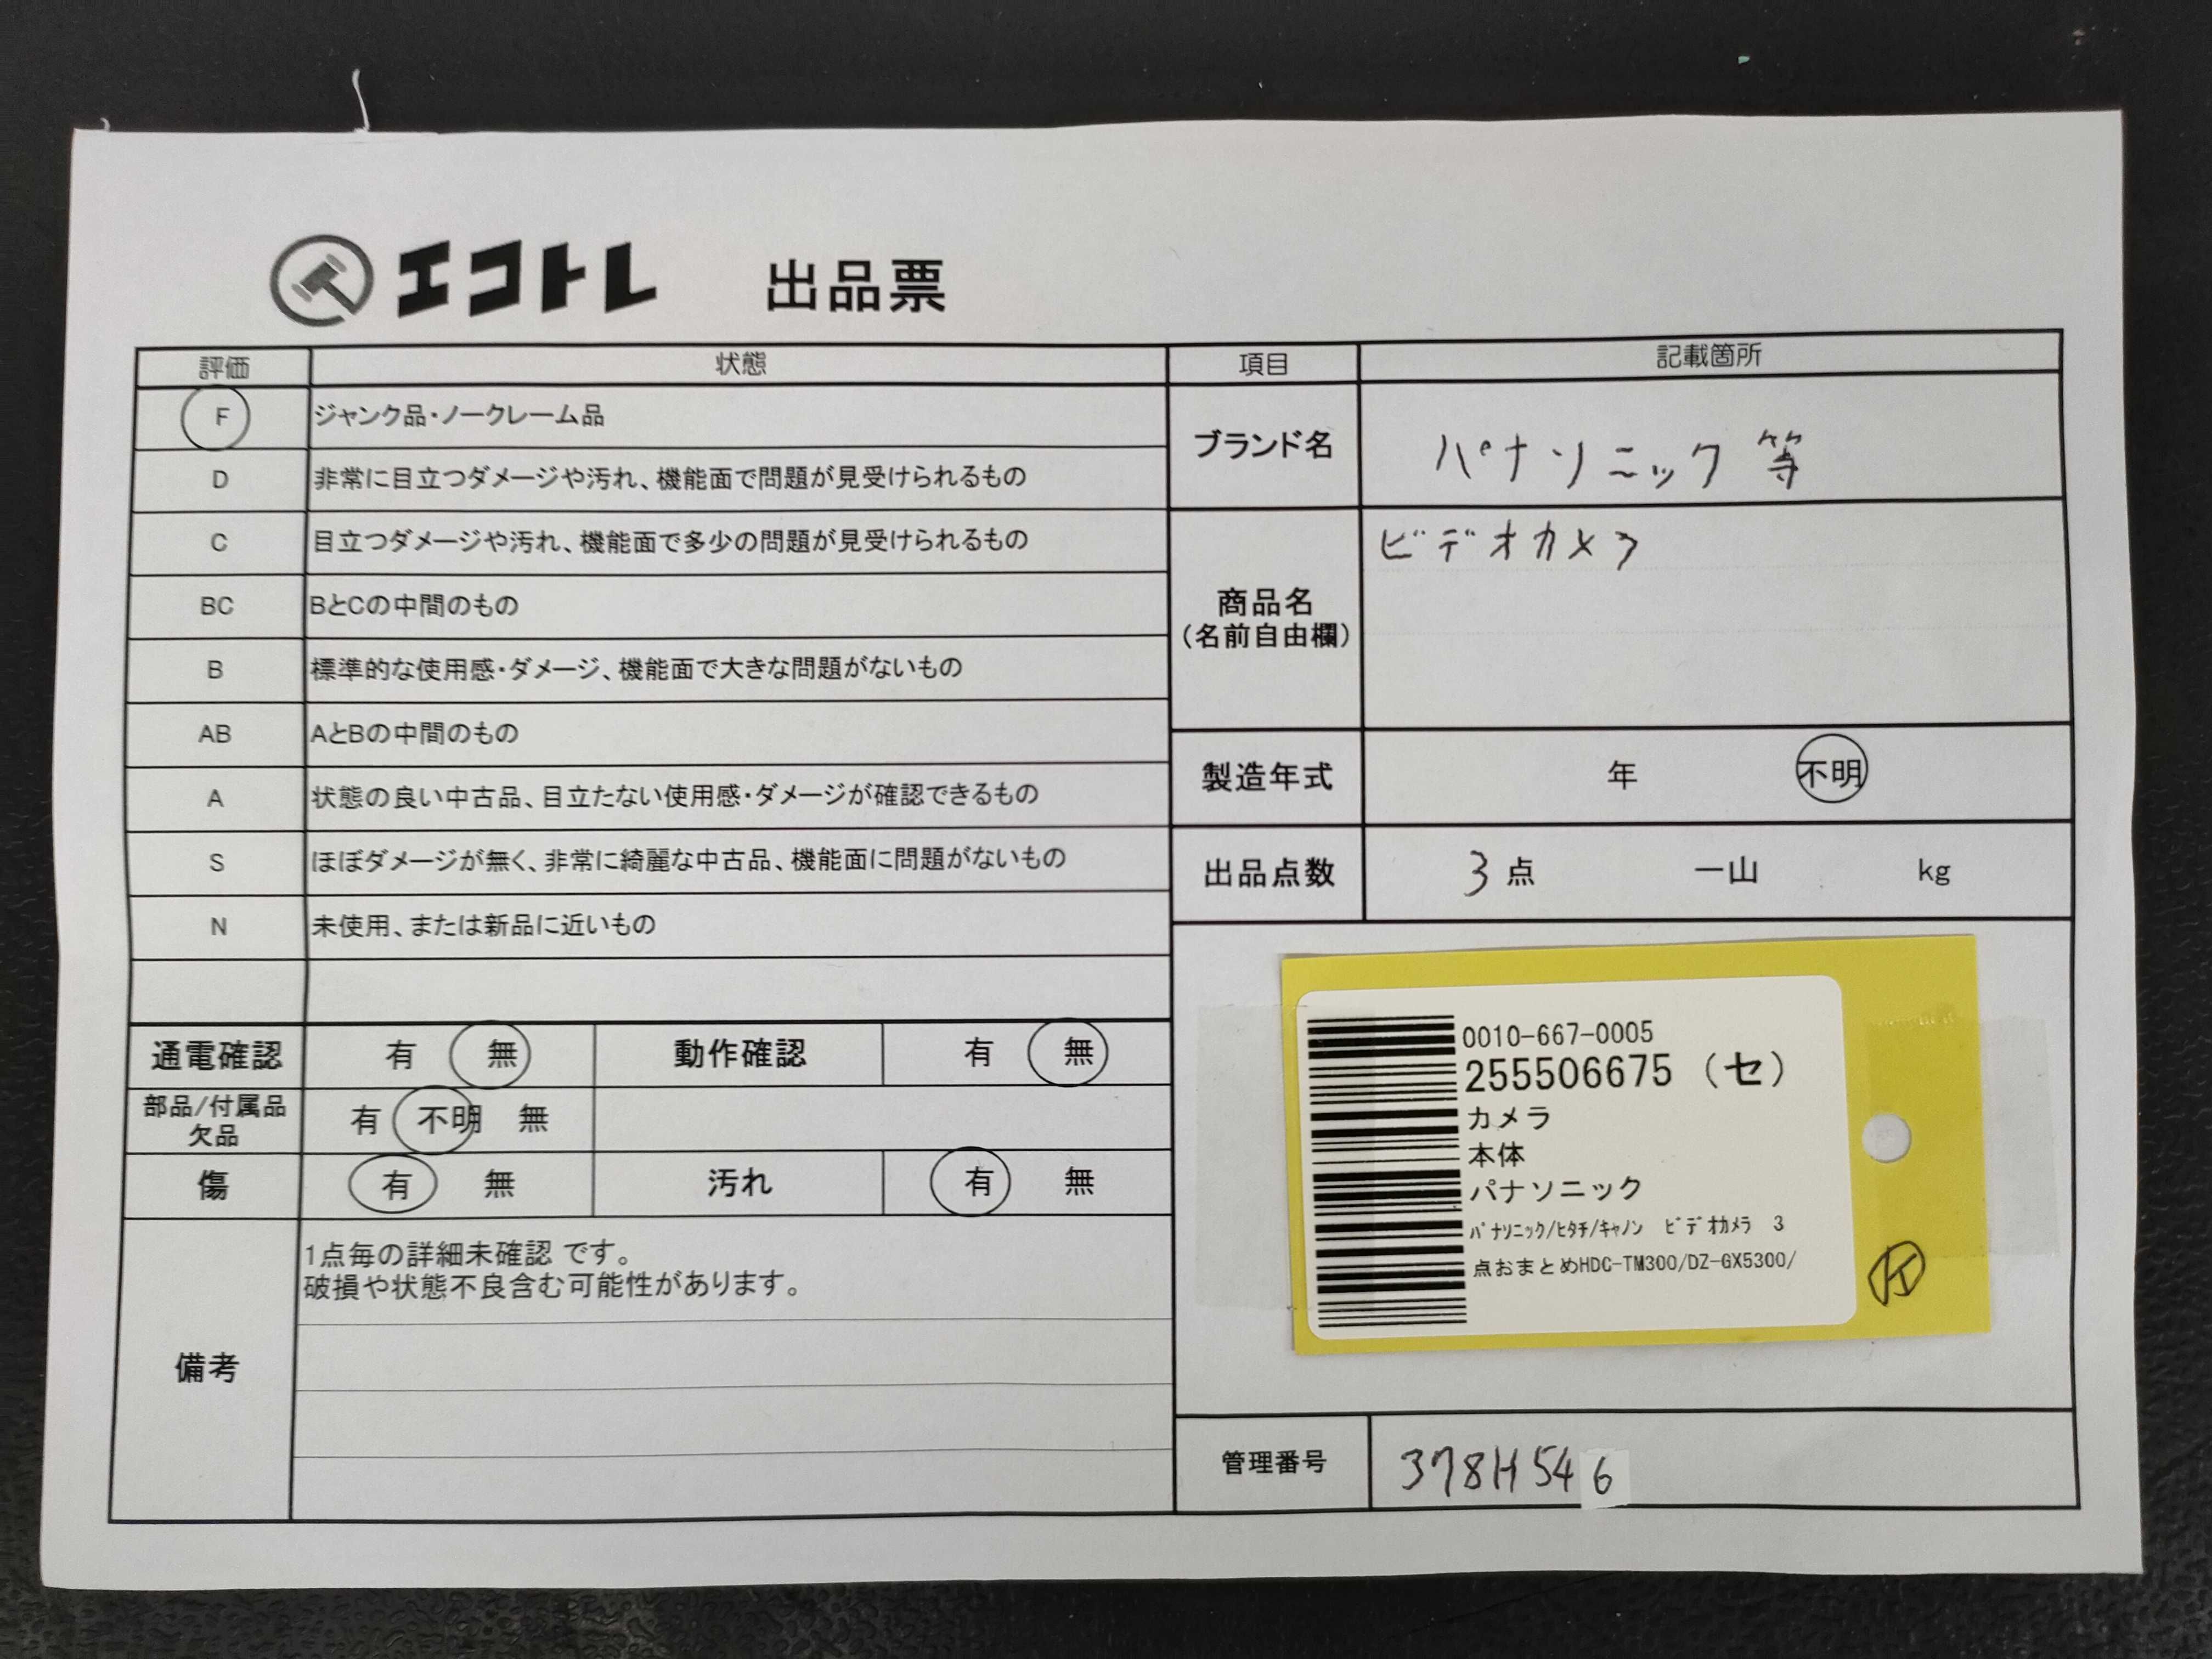 エコトレ 出品票
評価 状態
F ジャンク品・ノークレーム品
D 非常に目立つダメージや汚れ、機能面で問題が見受けられるもの
C 目立つダメージや汚れ、機能面で多少の問題が見受けられるもの
BC BとCの中間のもの
B 標準的な使用感・ダメージ、機能面で大きな問題がないもの
AB AとBの中間のもの
A 状態の良い中古品、目立たない使用感・ダメージが確認できるもの
S ほぼダメージが無く、非常に綺麗な中古品、機能面に問題がないもの
N 未使用、または新品に近いもの
通電確認 有 無 動作確認 有 無
部品/付属品
欠品 有 不明 無
傷 有 無 汚れ 有 無
備考
1点毎の詳細未確認 です。
破損や状態不良含む可能性があります。
項目 記載箇所
ブランド名 パナソニック 等
商品名
(名前自由欄)
ビデオカメラ
製造年式 年 不明
出品点数 3 点 一山 kg
0010-667-0005
255506675 (セ)
カメラ
本体
パナソニック
ﾊﾟﾅｿﾆｯｸ/ﾋﾀﾁ/ｷｬﾉﾝ ﾋﾞﾃﾞｵｶﾒﾗ 3
点おまとめHDC-TM300/DZ-GX5300/
管理番号 378H546